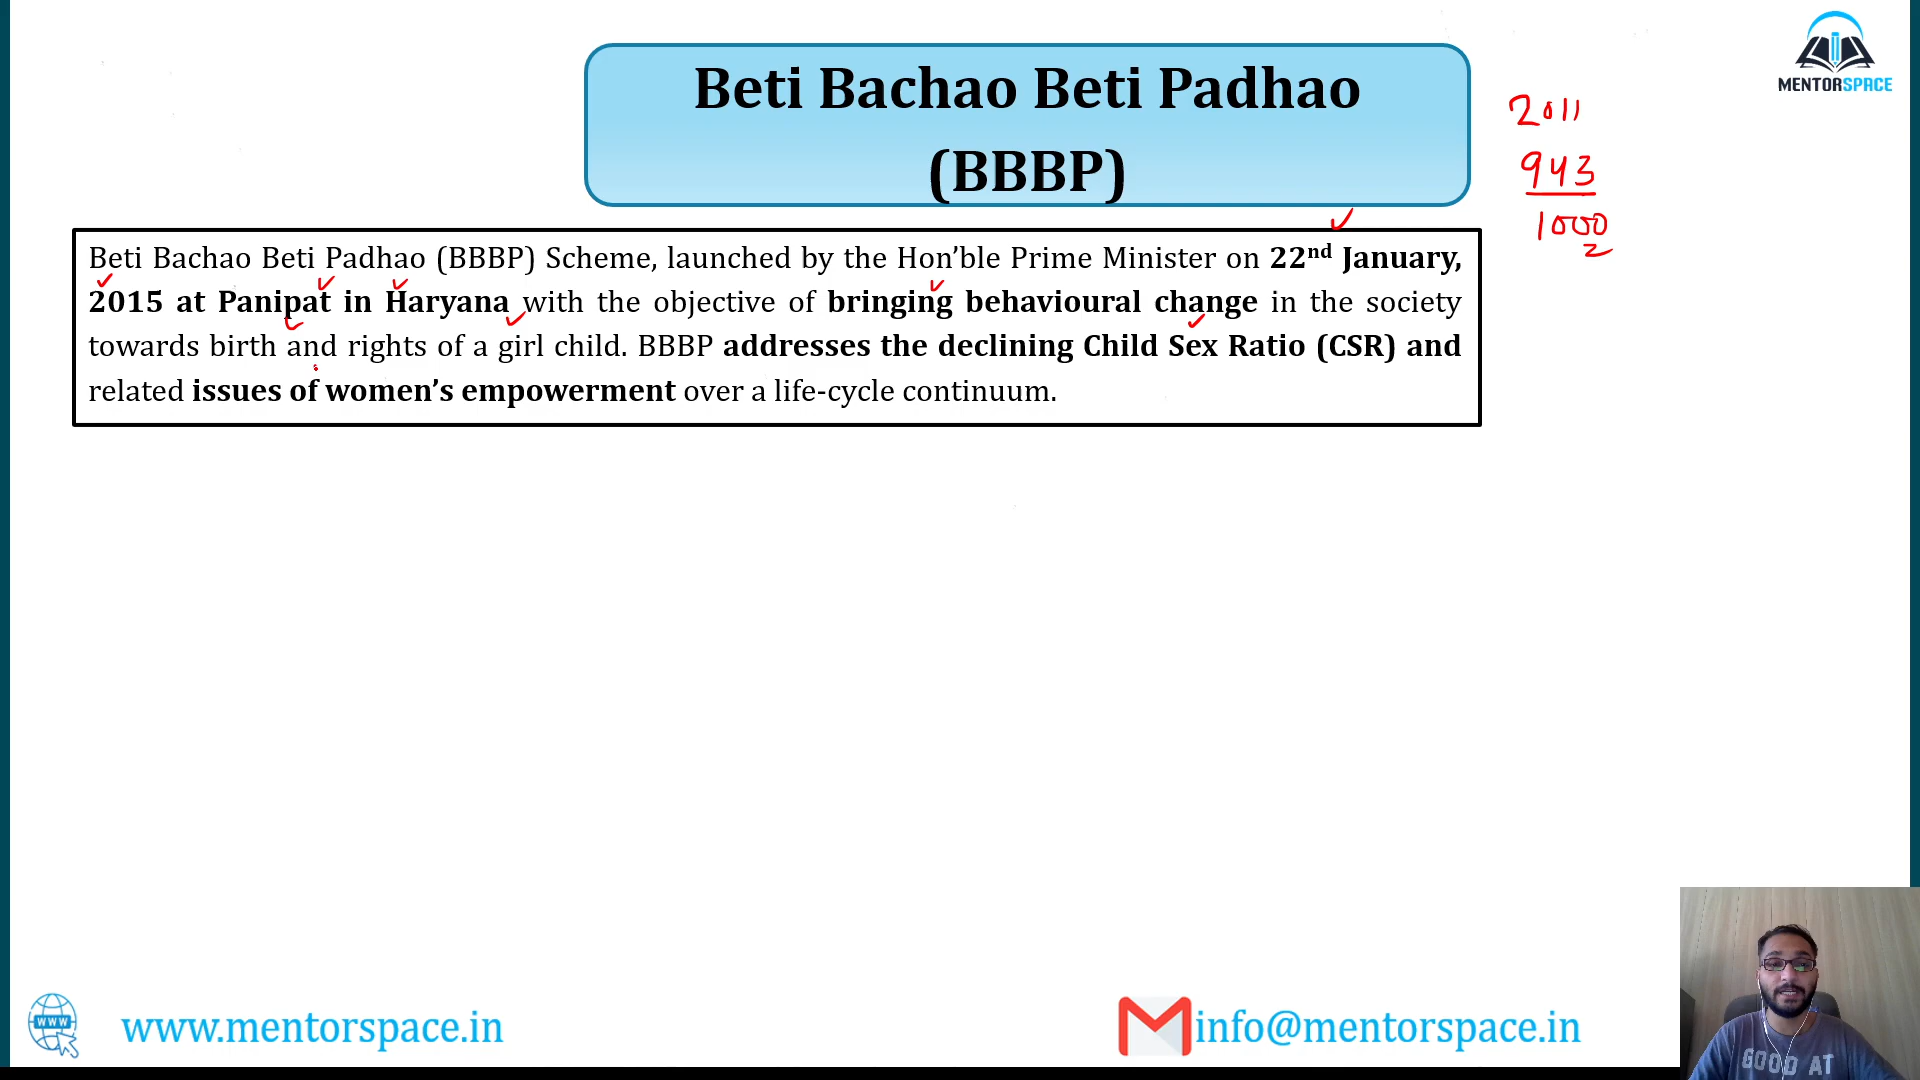 Beti Bachao Beti Padhao
(BBBP)
MENTORSPACE
2011
943
1000
Beti Bachao Beti Padhao (BBBP) Scheme, launched by the Hon’ble Prime Minister on 22nd January,
2015 at Panipat in Haryana with the objective of bringing behavioural change in the society
towards birth and rights of a girl child. BBBP addresses the declining Child Sex Ratio (CSR) and
related issues of women’s empowerment over a life-cycle continuum.
WWW
www.mentorspace.in
info@mentorspace.in
GOOD AT